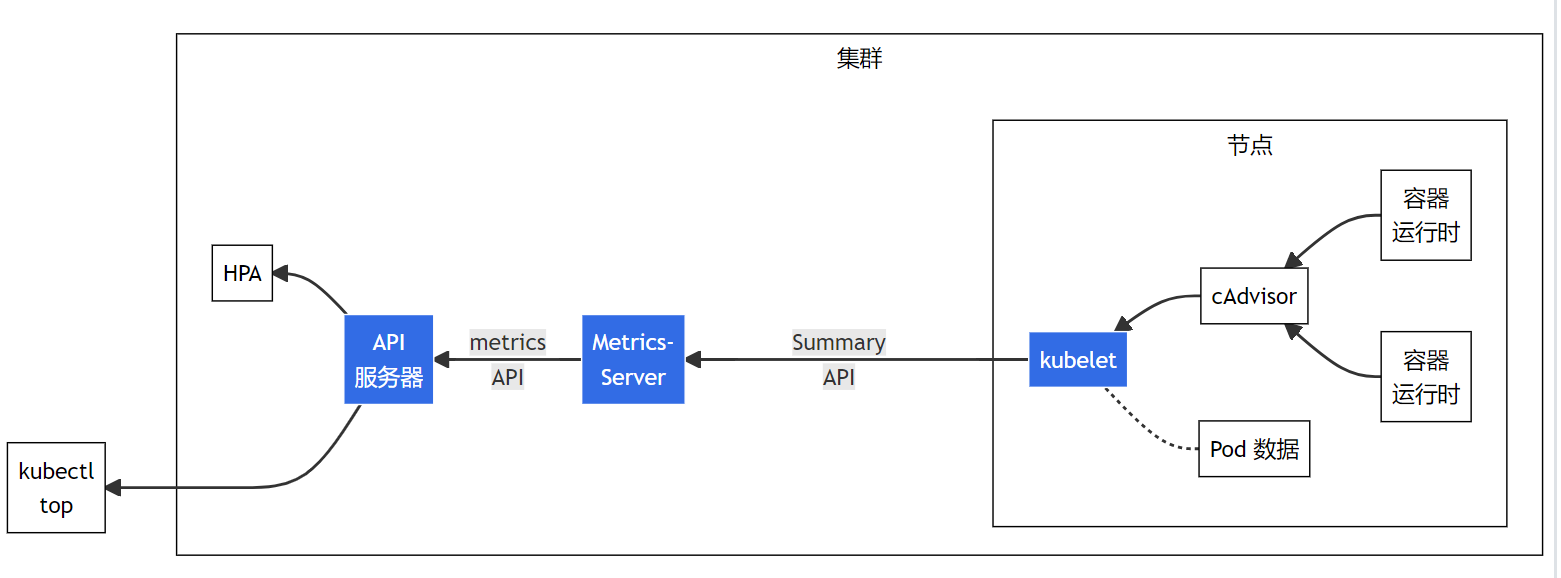 集群
节点
容器
运行时
HPA
cAdvisor
API
服务器
metrics
API
Metrics-
Server
Summary
API
kubelet
容器
运行时
Pod 数据
kubectl
top